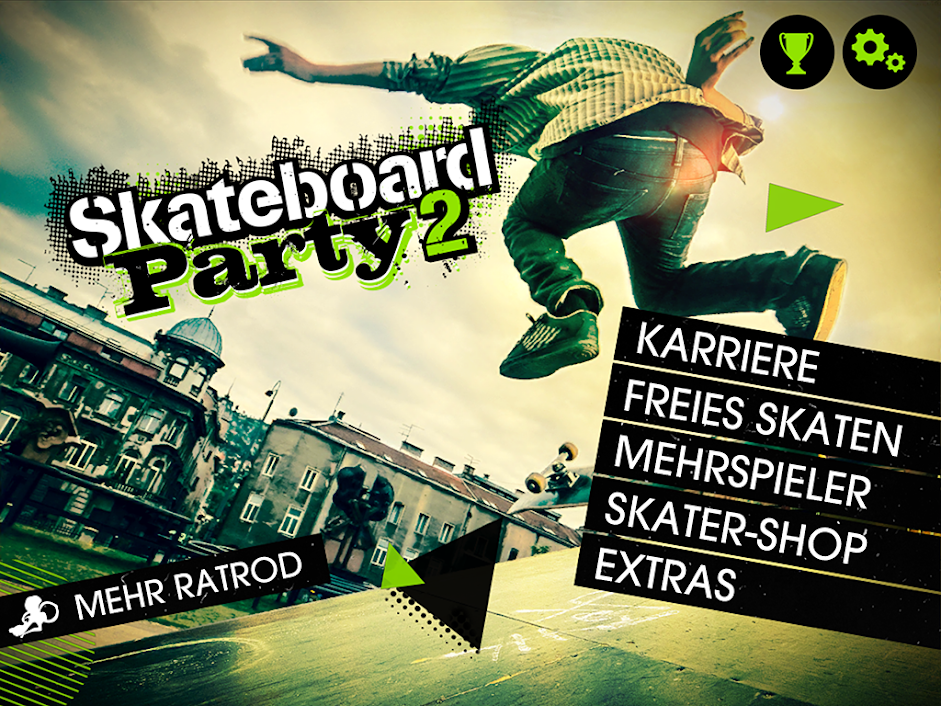 Skateboard
Party 2
KARRIERE
FREIES SKATEN
MEHRSPIELER
SKATER-SHOP
EXTRAS
MEHR RATROD